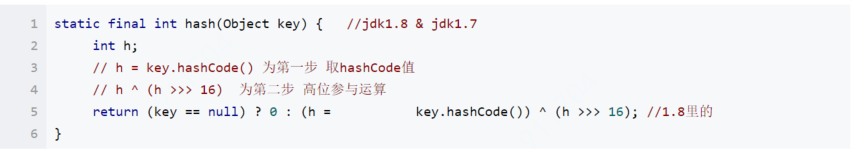 1 static final int hash(Object key) {   //jdk1.8 & jdk1.7
2      int h;
3      // h = key.hashCode() 为第一步 取hashCode值
4      // h ^ (h >>> 16)  为第二步 高位参与运算
5      return (key == null) ? 0 : (h =           key.hashCode()) ^ (h >>> 16); //1.8里的
6 }